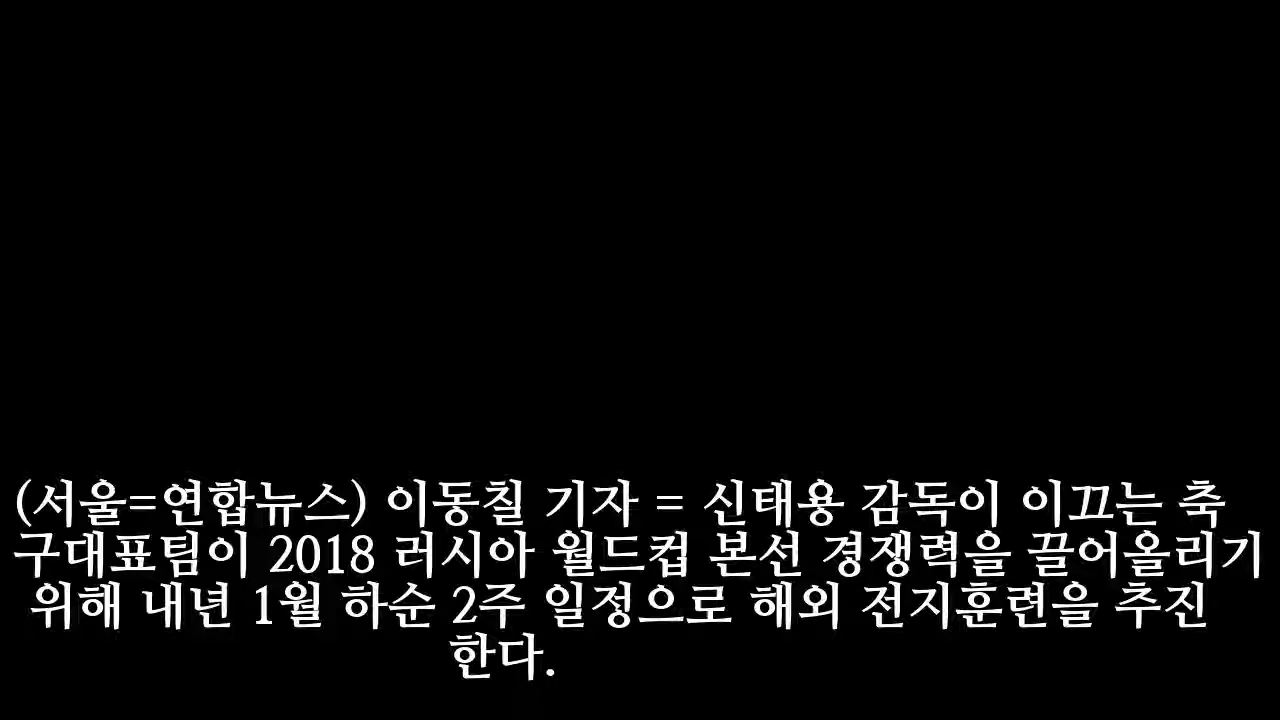 (서울=연합뉴스) 이동칠 기자 = 신태용 감독이 이끄는 축
구대표팀이 2018 러시아 월드컵 본선 경쟁력을 끌어올리기
위해 내년 1월 하순 2주 일정으로 해외 전지훈련을 추진
한다.